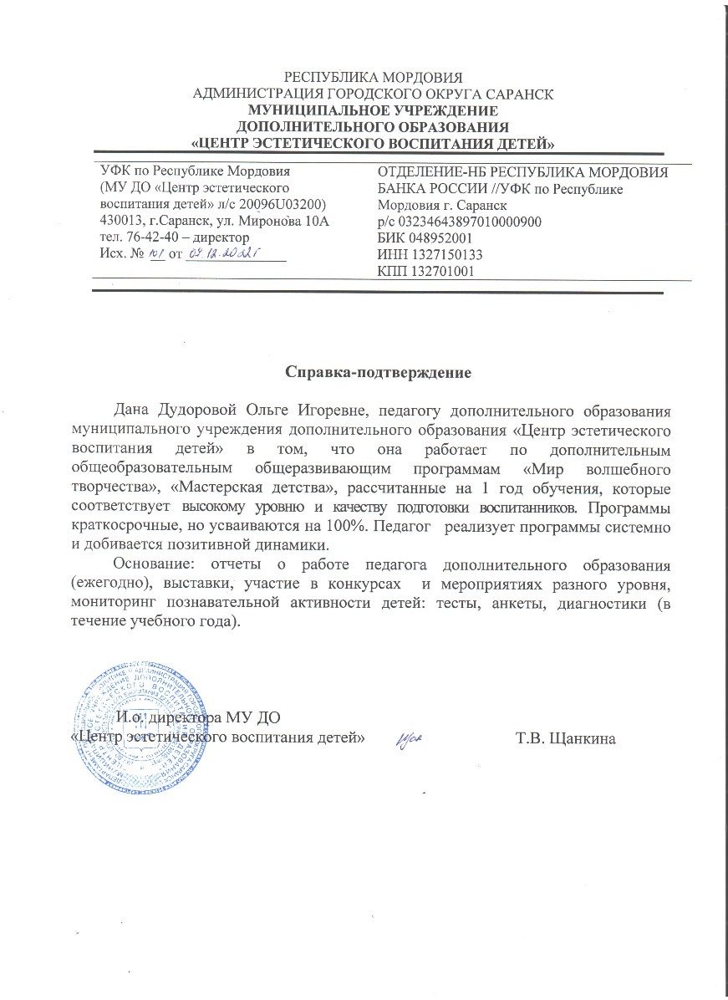 РЕСПУБЛИКА МОРДОВИЯ
АДМИНИСТРАЦИЯ ГОРОДСКОГО ОКРУГА САРАНСК
МУНИЦИПАЛЬНОЕ УЧРЕЖДЕНИЕ
ДОПОЛНИТЕЛЬНОГО ОБРАЗОВАНИЯ
«ЦЕНТР ЭСТЕТИЧЕСКОГО ВОСПИТАНИЯ ДЕТЕЙ»
УФК по Республике Мордовия
(МУ ДО «Центр эстетического
воспитания детей» л/с 20096U03200)
430013, г.Саранск, ул. Миронова 10А
тел. 76-42-40 – директор
Исх. № 101 от 07.12.2022г
ОТДЕЛЕНИЕ-НБ РЕСПУБЛИКА МОРДОВИЯ
БАНКА РОССИИ //УФК по Республике
Мордовия г. Саранск
р/с 03234643897010000900
БИК 048952001
ИНН 1327150133
КПП 132701001
Справка-подтверждение
Дана Дудоровой Ольге Игоревне, педагогу дополнительного образования
муниципального учреждения дополнительного образования «Центр эстетического
воспитания детей» в том, что она работает по дополнительным
общеобразовательным общеразвивающим программам «Мир волшебного
творчества», «Мастерская детства», рассчитанные на 1 год обучения, которые
соответствует высокому уровню и качеству подготовки воспитанников. Программы
краткосрочные, но усваиваются на 100%. Педагог реализует программы системно
и добивается позитивной динамики.
Основание: отчеты о работе педагога дополнительного образования
(ежегодно), выставки, участие в конкурсах и мероприятиях разного уровня,
мониторинг познавательной активности детей: тесты, анкеты, диагностики (в
течение учебного года).
И.о. директора МУ ДО
«Центр эстетического воспитания детей» Т.В. Щанкина